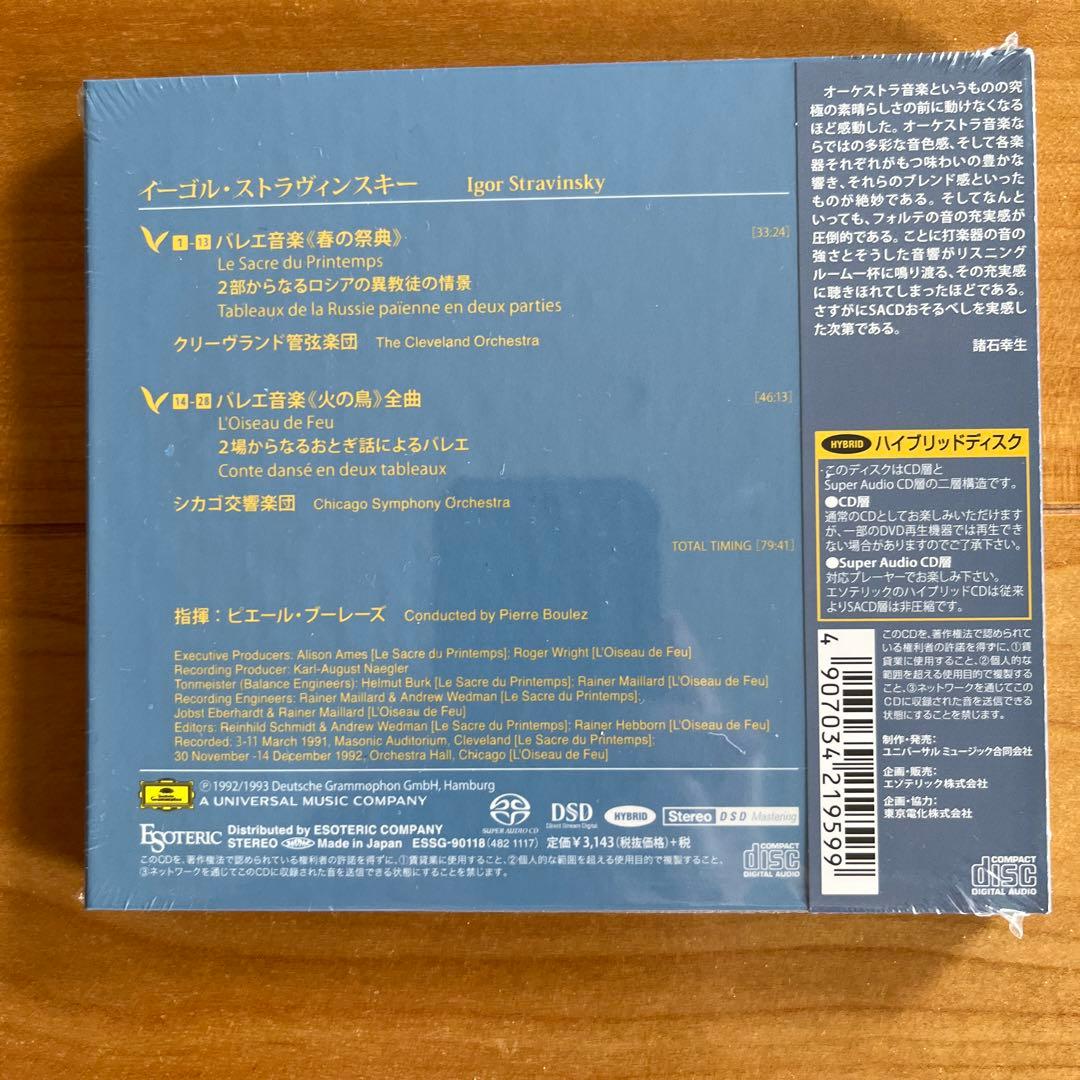 イーゴル・ストラヴィンスキー Igor Stravinsky
1-13 バレエ音楽《春の祭典》 [33:24]
Le Sacre du Printemps
2部からなるロシアの異教徒の情景
Tableaux de la Russie païenne en deux parties
クリーヴランド管弦楽団 The Cleveland Orchestra
14-28 バレエ音楽《火の鳥》全曲 [46:13]
L'Oiseau de Feu
2場からなるおとぎ話によるバレエ
Conte dansé en deux tableaux
シカゴ交響楽団 Chicago Symphony Orchestra
TOTAL TIMING [79:41]
指揮：ピエール・ブーレーズ Conducted by Pierre Boulez
Executive Producers: Alison Ames [Le Sacre du Printemps]; Roger Wright [L'Oiseau de Feu]
Recording Producer: Karl-August Naegler
Tonmeister (Balance Engineers): Helmut Burk [Le Sacre du Printemps]; Rainer Maillard [L'Oiseau de Feu]
Recording Engineers: Rainer Maillard & Andrew Wedman [Le Sacre du Printemps];
Jobst Eberhardt & Rainer Maillard [L'Oiseau de Feu]
Editors: Reinhild Schmidt & Andrew Wedman [Le Sacre du Printemps]; Rainer Hebborn [L'Oiseau de Feu]
Recorded: 3-11 March 1991, Masonic Auditorium, Cleveland [Le Sacre du Printemps];
30 November -14 December 1992, Orchestra Hall, Chicago [L'Oiseau de Feu]
Deutsche Grammophon
℗ 1992/1993 Deutsche Grammophon GmbH, Hamburg
A UNIVERSAL MUSIC COMPANY
SUPER AUDIO CD
DSD
Direct Stream Digital
HYBRID
Stereo DSD Mastering
ESOTERIC
Distributed by ESOTERIC COMPANY
STEREO Made in Japan ESSG-90118 (482 1117) 定価¥3,143(税抜価格)+税
このCDを、著作権法で認められている権利者の許諾を得ずに、①賃貸業に使用すること、②個人的な範囲を超える使用目的で複製すること、
③ネットワークを通じてこのCDに収録された音を送信できる状態にすることを禁じます。
COMPACT
disc
DIGITAL AUDIO
オーケストラ音楽というものの究
極の素晴らしさの前に動けなくなる
ほど感動した。オーケストラ音楽な
らではの多彩な音色感、そして各楽
器それぞれがもつ味わいの豊かな
響き、それらのブレンド感といった
ものが絶妙である。そしてなんと
いっても、フォルテの音の充実感が
圧倒的である。ことに打楽器の音の
強さとそうした音響がリスニング
ルーム一杯に鳴り渡る、その充実感
に聴きほれてしまったほどである。
さすがにSACDおそるべしを実感し
た次第である。
諸石幸生
HYBRID ハイブリッドディスク
このディスクはCD層と
Super Audio CD層の二層構造です。
●CD層
通常のCDとしてお楽しみいただけます
が、一部のDVD再生機器では再生でき
ない場合がありますのでご了承下さい。
●Super Audio CD層
対応プレーヤーでお楽しみ下さい。
エソテリックのハイブリッドCDは従来
よりSACD層は非圧縮です。
4 907034 219599
このCDを、著作権法で認められて
いる権利者の許諾を得ずに、①賃
貸業に使用すること、②個人的な
範囲を超える使用目的で複製する
こと、③ネットワークを通じてこの
CDに収録された音を送信できる
状態にすることを禁じます。
制作・発売：
ユニバーサル ミュージック合同会社
企画・販売：
エソテリック株式会社
企画・協力：
東京電化株式会社
COMPACT
disc
DIGITAL AUDIO